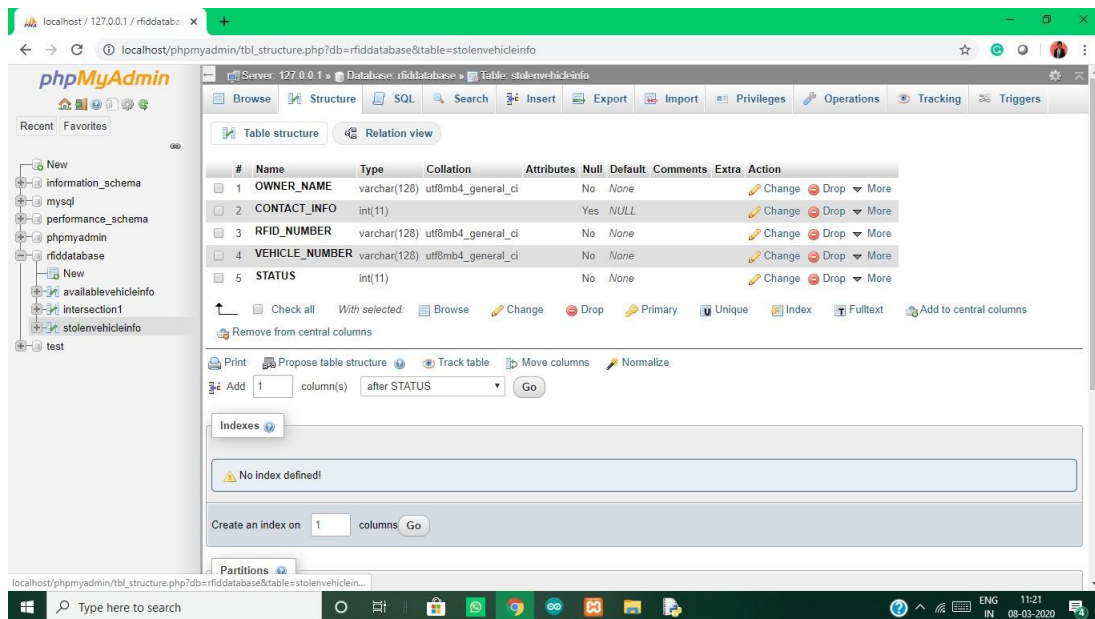 localhost / 127.0.0.1 / rfiddataba
localhost/phpmyadmin/tbl_structure.php?db=rfiddatabase&table=stolenvehicleinfo
phpMyAdmin
Recent Favorites
New
information_schema
mysql
performance_schema
phpmyadmin
rfiddatabase
New
availablevehicleinfo
intersection1
stolenvehicleinfo
test
Server: 127.0.0.1 » Database: rfiddatabase » Table: stolenvehicleinfo
Browse Structure SQL Search Insert Export Import Privileges Operations Tracking Triggers
Table structure Relation view
# Name Type Collation Attributes Null Default Comments Extra Action
1 OWNER_NAME varchar(128) utf8mb4_general_ci No None Change Drop More
2 CONTACT_INFO int(11) Yes NULL Change Drop More
3 RFID_NUMBER varchar(128) utf8mb4_general_ci No None Change Drop More
4 VEHICLE_NUMBER varchar(128) utf8mb4_general_ci No None Change Drop More
5 STATUS int(11) No None Change Drop More
Check all With selected: Browse Change Drop Primary Unique Index Fulltext Add to central columns
Remove from central columns
Print Propose table structure Track table Move columns Normalize
Add 1 column(s) after STATUS Go
Indexes
No index defined!
Create an index on 1 columns Go
Partitions
localhost/phpmyadmin/tbl_structure.php?db=rfiddatabase&table=stolenvehiclein...
Type here to search
ENG 11:21
IN 08-03-2020